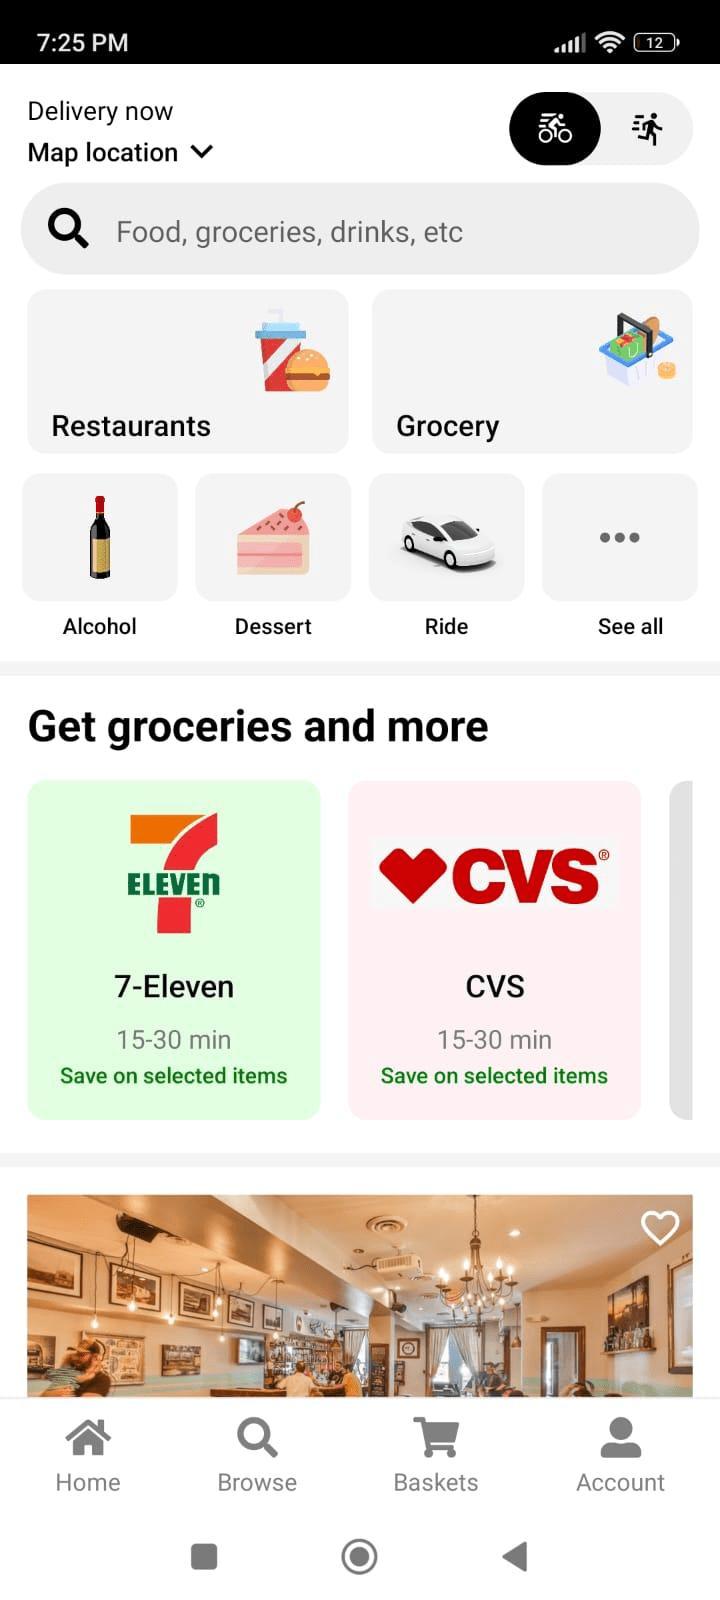 7:25 PM
12
Delivery now
Map location
Food, groceries, drinks, etc
Restaurants
Grocery
Alcohol
Dessert
Ride
See all
Get groceries and more
ELEVEn
®
CVS®
7-Eleven
CVS
15-30 min
15-30 min
Save on selected items
Save on selected items
Home
Browse
Baskets
Account